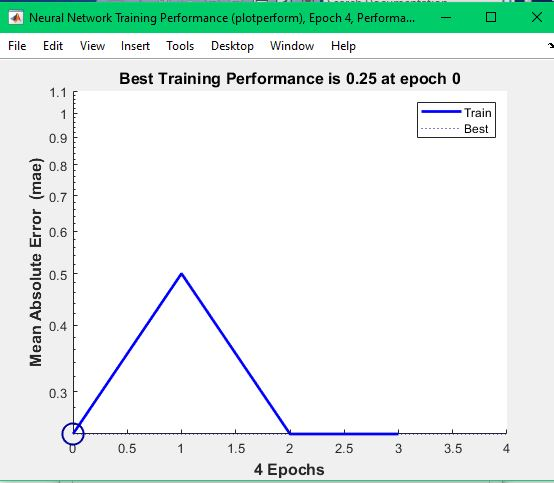 Neural Network Training Performance (plotperform), Epoch 4, Performa...
File Edit View Insert Tools Desktop Window Help
Best Training Performance is 0.25 at epoch 0
1.1
1
0.9
0.8
0.7
0.6
0.5
0.4
0.3
Mean Absolute Error (mae)
Train
Best
0 0.5 1 1.5 2 2.5 3 3.5 4
4 Epochs